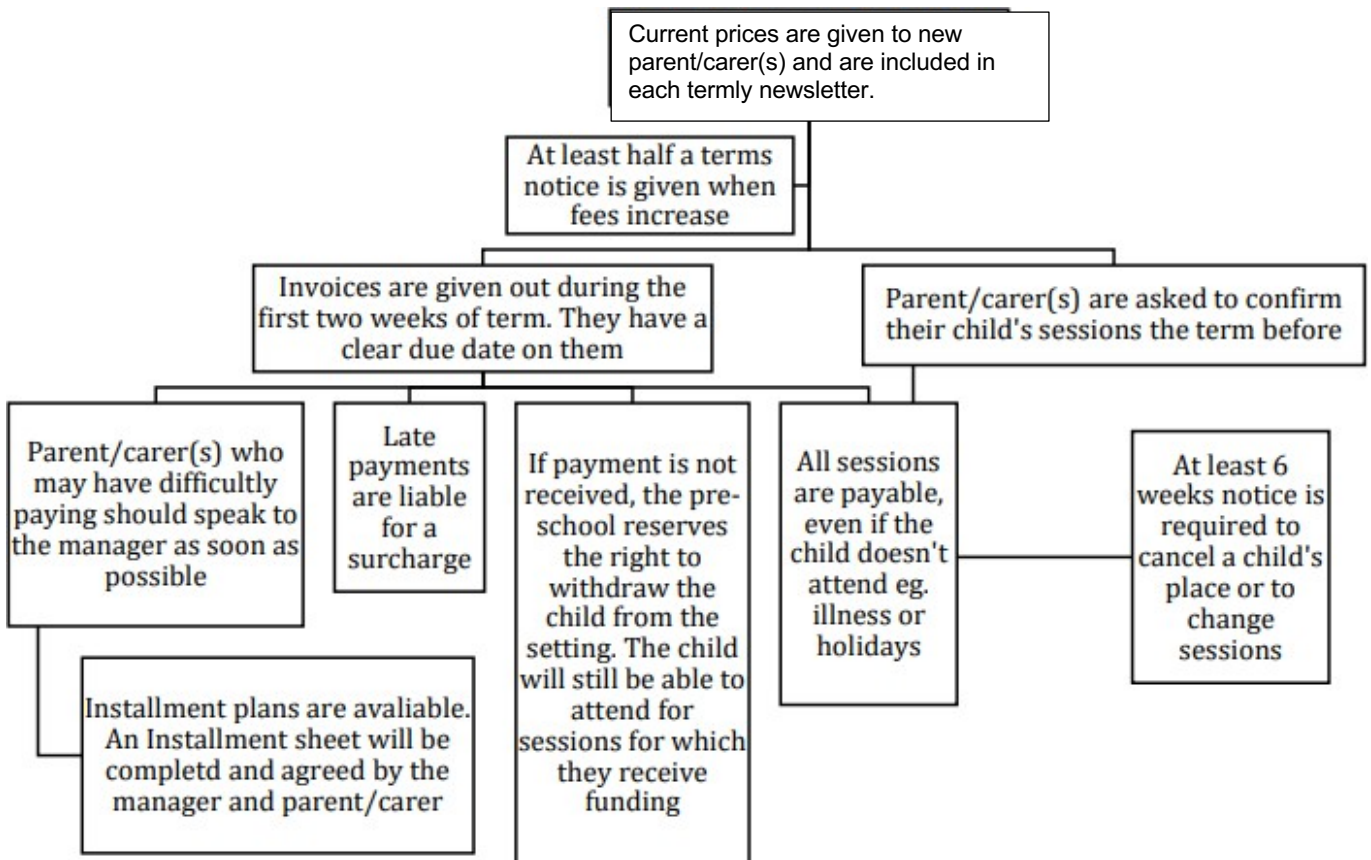 Current prices are given to new
parent/carer(s) and are included in
each termly newsletter.
At least half a terms
notice is given when
fees increase
Invoices are given out during the
first two weeks of term. They have a
clear due date on them
Parent/carer(s) are asked to confirm
their child's sessions the term before
Parent/carer(s) who
may have difficultly
paying should speak to
the manager as soon as
possible
Late
payments
are liable
for a
surcharge
If payment is not
received, the pre-
school reserves
the right to
withdraw the
child from the
setting. The child
will still be able to
attend for
sessions for which
they receive
funding
All sessions
are payable,
even if the
child doesn't
attend eg.
illness or
holidays
At least 6
weeks notice is
required to
cancel a child's
place or to
change
sessions
Installment plans are avaliable.
An Installment sheet will be
completd and agreed by the
manager and parent/carer